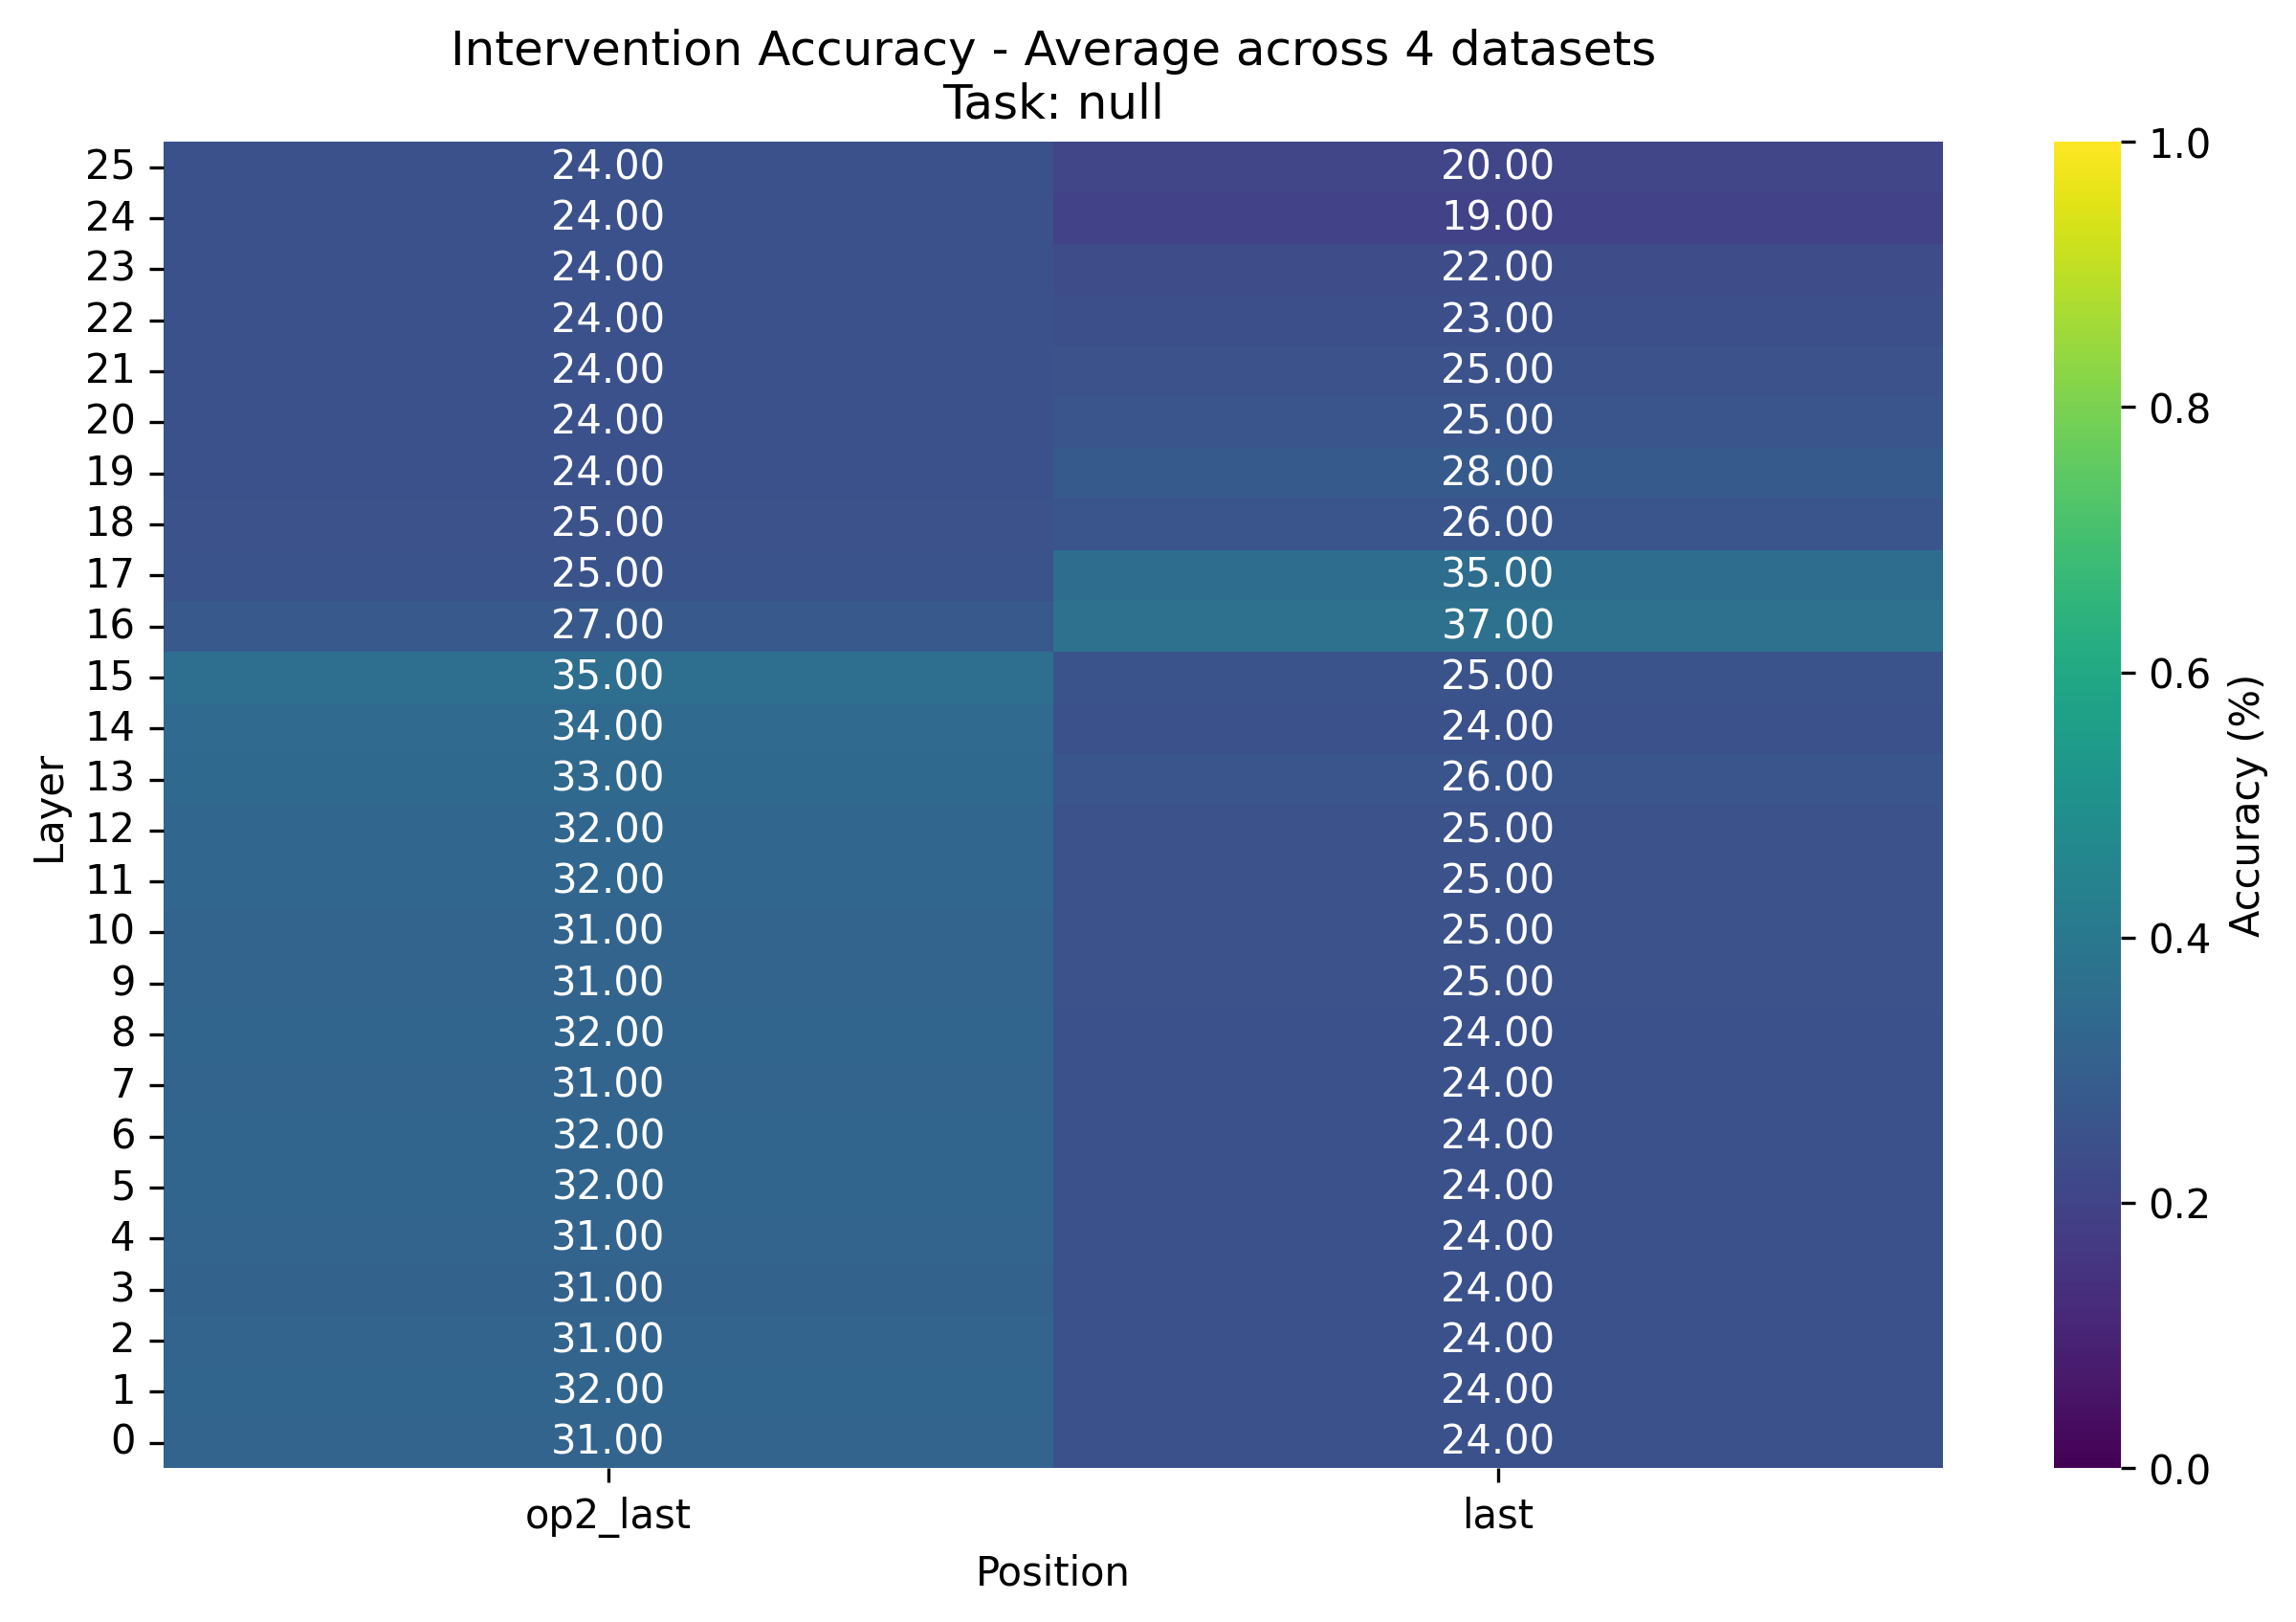 Intervention Accuracy - Average across 4 datasets
Task: null
25 24.00 20.00
24 24.00 19.00
23 24.00 22.00
22 24.00 23.00
21 24.00 25.00
20 24.00 25.00
19 24.00 28.00
18 25.00 26.00
17 25.00 35.00
16 27.00 37.00
15 35.00 25.00
14 34.00 24.00
13 33.00 26.00
12 32.00 25.00
11 32.00 25.00
10 31.00 25.00
9 31.00 25.00
8 32.00 24.00
7 31.00 24.00
6 32.00 24.00
5 32.00 24.00
4 31.00 24.00
3 31.00 24.00
2 31.00 24.00
1 32.00 24.00
0 31.00 24.00
op2_last last
Position
Layer
1.0
0.8
0.6
0.4
0.2
0.0
Accuracy (%)